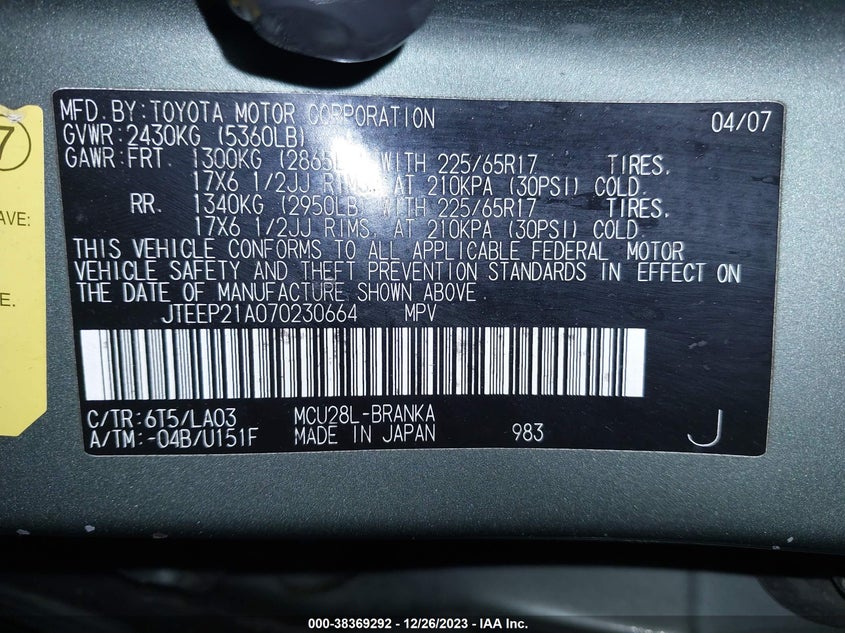 MFD. BY: TOYOTA MOTOR CORPORATION 04/07
GVWR: 2430KG (5360LB)
GAWR: FRT. 1300KG (2865L WITH 225/65R17 TIRES.
17X6 1/2JJ RIMS, AT 210KPA (30PSI) COLD.
RR. 1340KG (2950LB WITH 225/65R17 TIRES.
17X6 1/2JJ RIMS, AT 210KPA (30PSI) COLD.
THIS VEHICLE CONFORMS TO ALL APPLICABLE FEDERAL MOTOR
VEHICLE SAFETY AND THEFT PREVENTION STANDARDS IN EFFECT ON
THE DATE OF MANUFACTURE SHOWN ABOVE.
JTEEP21A070230664 MPV
C/TR: 6T5/LA03 MCU28L-BRANKA
A/TM: -04B/U151F MADE IN JAPAN 983 J
7
AVE:
E.
000-38369292 - 12/26/2023 - IAA Inc.